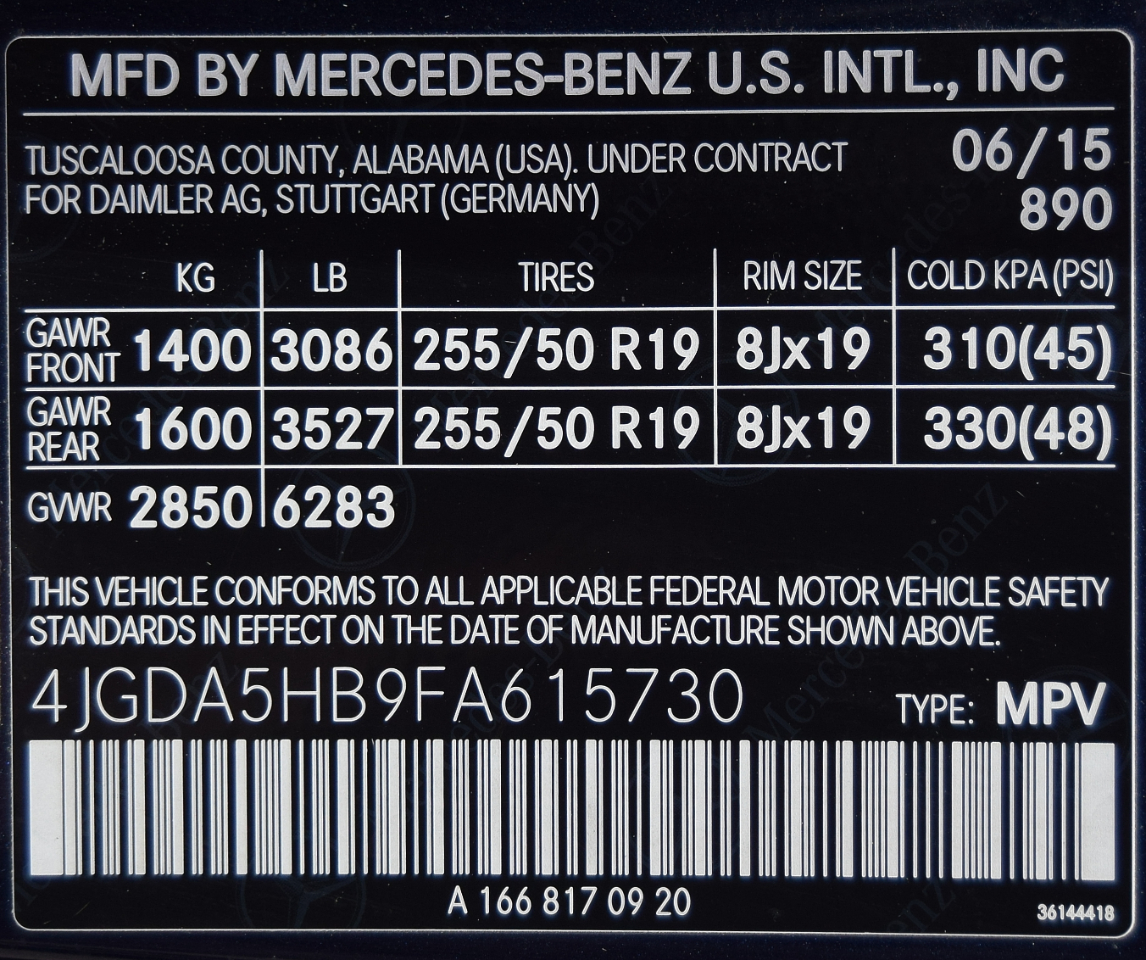 MFD BY MERCEDES-BENZ U.S. INTL., INC
TUSCALOOSA COUNTY, ALABAMA (USA). UNDER CONTRACT 06/15
FOR DAIMLER AG, STUTTGART (GERMANY) 890
KG LB TIRES RIM SIZE COLD KPA (PSI)
GAWR FRONT 1400 3086 255/50 R19 8Jx19 310(45)
GAWR REAR 1600 3527 255/50 R19 8Jx19 330(48)
GVWR 2850 6283
THIS VEHICLE CONFORMS TO ALL APPLICABLE FEDERAL MOTOR VEHICLE SAFETY
STANDARDS IN EFFECT ON THE DATE OF MANUFACTURE SHOWN ABOVE.
4JGDA5HB9FA615730 TYPE: MPV
A 166 817 09 20 36144418